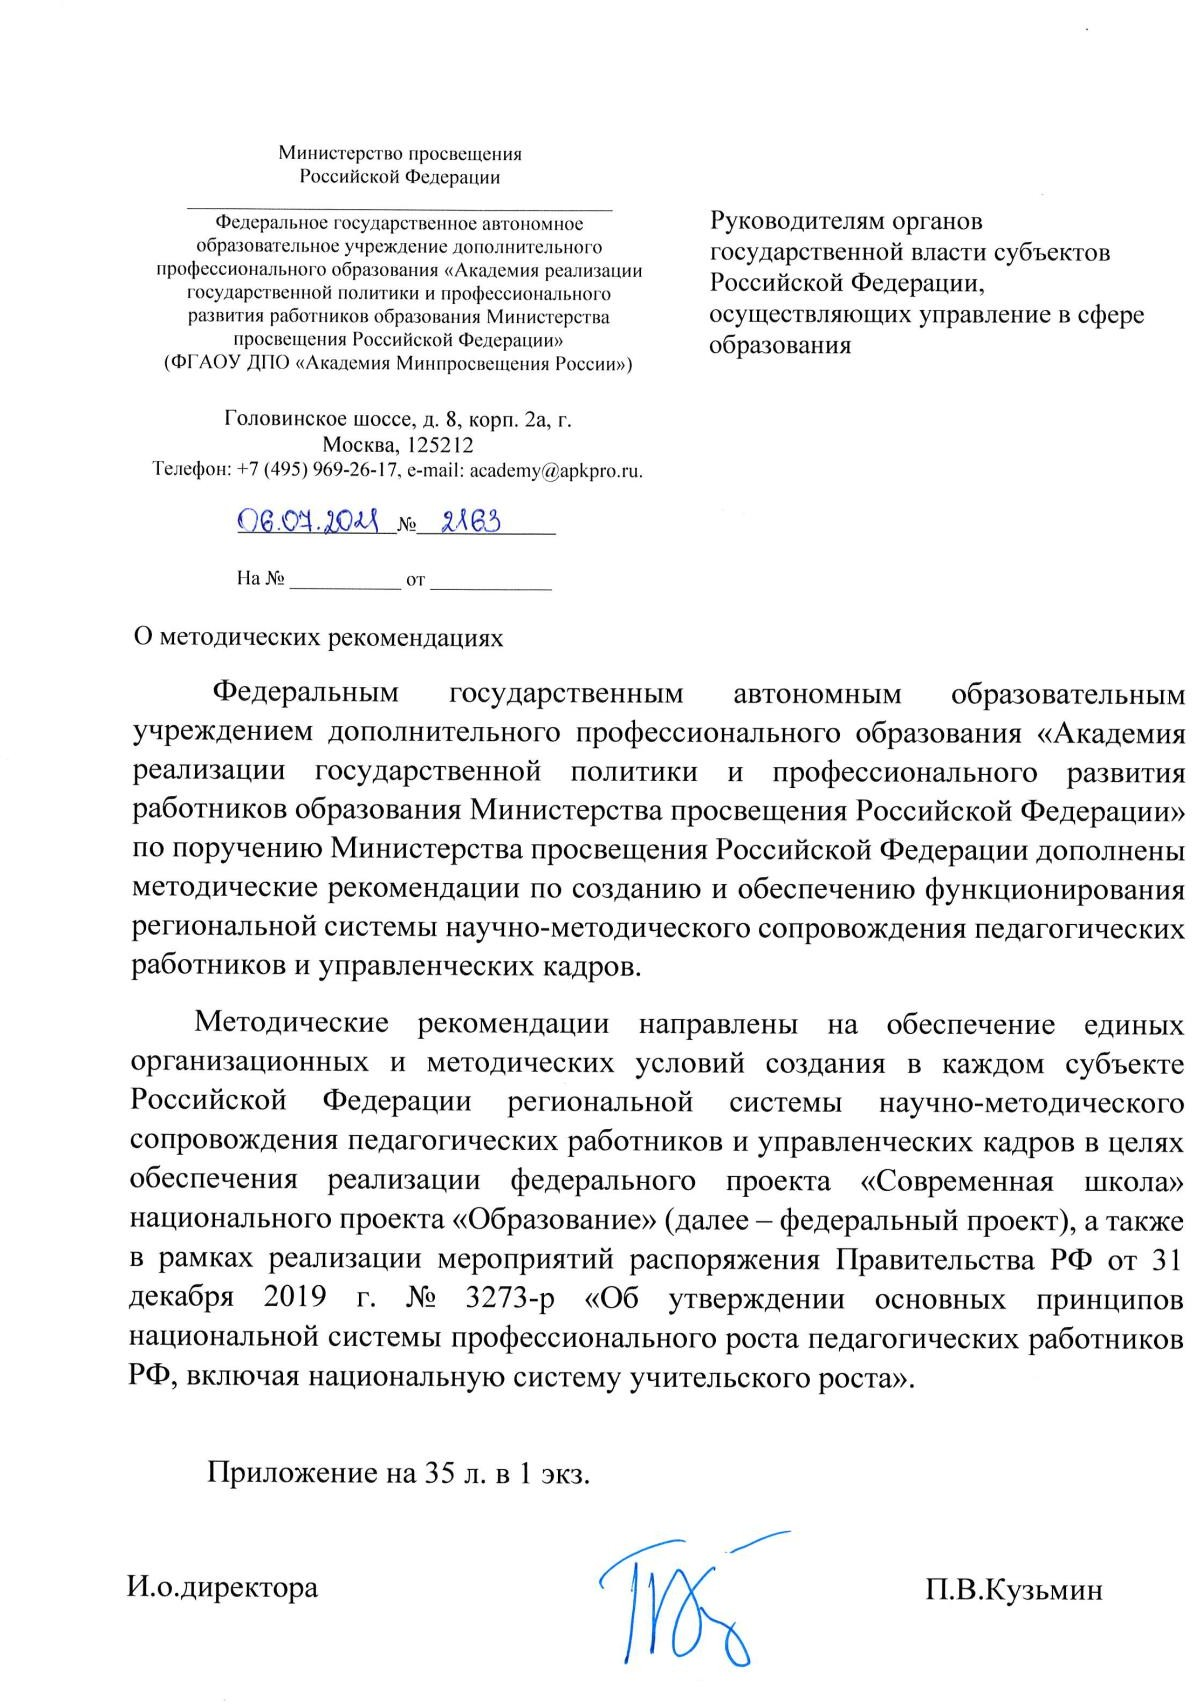 Министерство просвещения
Российской Федерации
Федеральное государственное автономное
образовательное учреждение дополнительного
профессионального образования «Академия реализации
государственной политики и профессионального
развития работников образования Министерства
просвещения Российской Федерации»
(ФГАОУ ДПО «Академия Минпросвещения России»)
Головинское шоссе, д. 8, корп. 2а, г.
Москва, 125212
Телефон: +7 (495) 969-26-17, e-mail: academy@apkpro.ru.
06.07.2021 № 2163
На № ___________ от ____________
Руководителям органов
государственной власти субъектов
Российской Федерации,
осуществляющих управление в сфере
образования
О методических рекомендациях
Федеральным государственным автономным образовательным
учреждением дополнительного профессионального образования «Академия
реализации государственной политики и профессионального развития
работников образования Министерства просвещения Российской Федерации»
по поручению Министерства просвещения Российской Федерации дополнены
методические рекомендации по созданию и обеспечению функционирования
региональной системы научно-методического сопровождения педагогических
работников и управленческих кадров.
Методические рекомендации направлены на обеспечение единых
организационных и методических условий создания в каждом субъекте
Российской Федерации региональной системы научно-методического
сопровождения педагогических работников и управленческих кадров в целях
обеспечения реализации федерального проекта «Современная школа»
национального проекта «Образование» (далее – федеральный проект), а также
в рамках реализации мероприятий распоряжения Правительства РФ от 31
декабря 2019 г. № 3273-р «Об утверждении основных принципов
национальной системы профессионального роста педагогических работников
РФ, включая национальную систему учительского роста».
Приложение на 35 л. в 1 экз.
И.о.директора П.В.Кузьмин